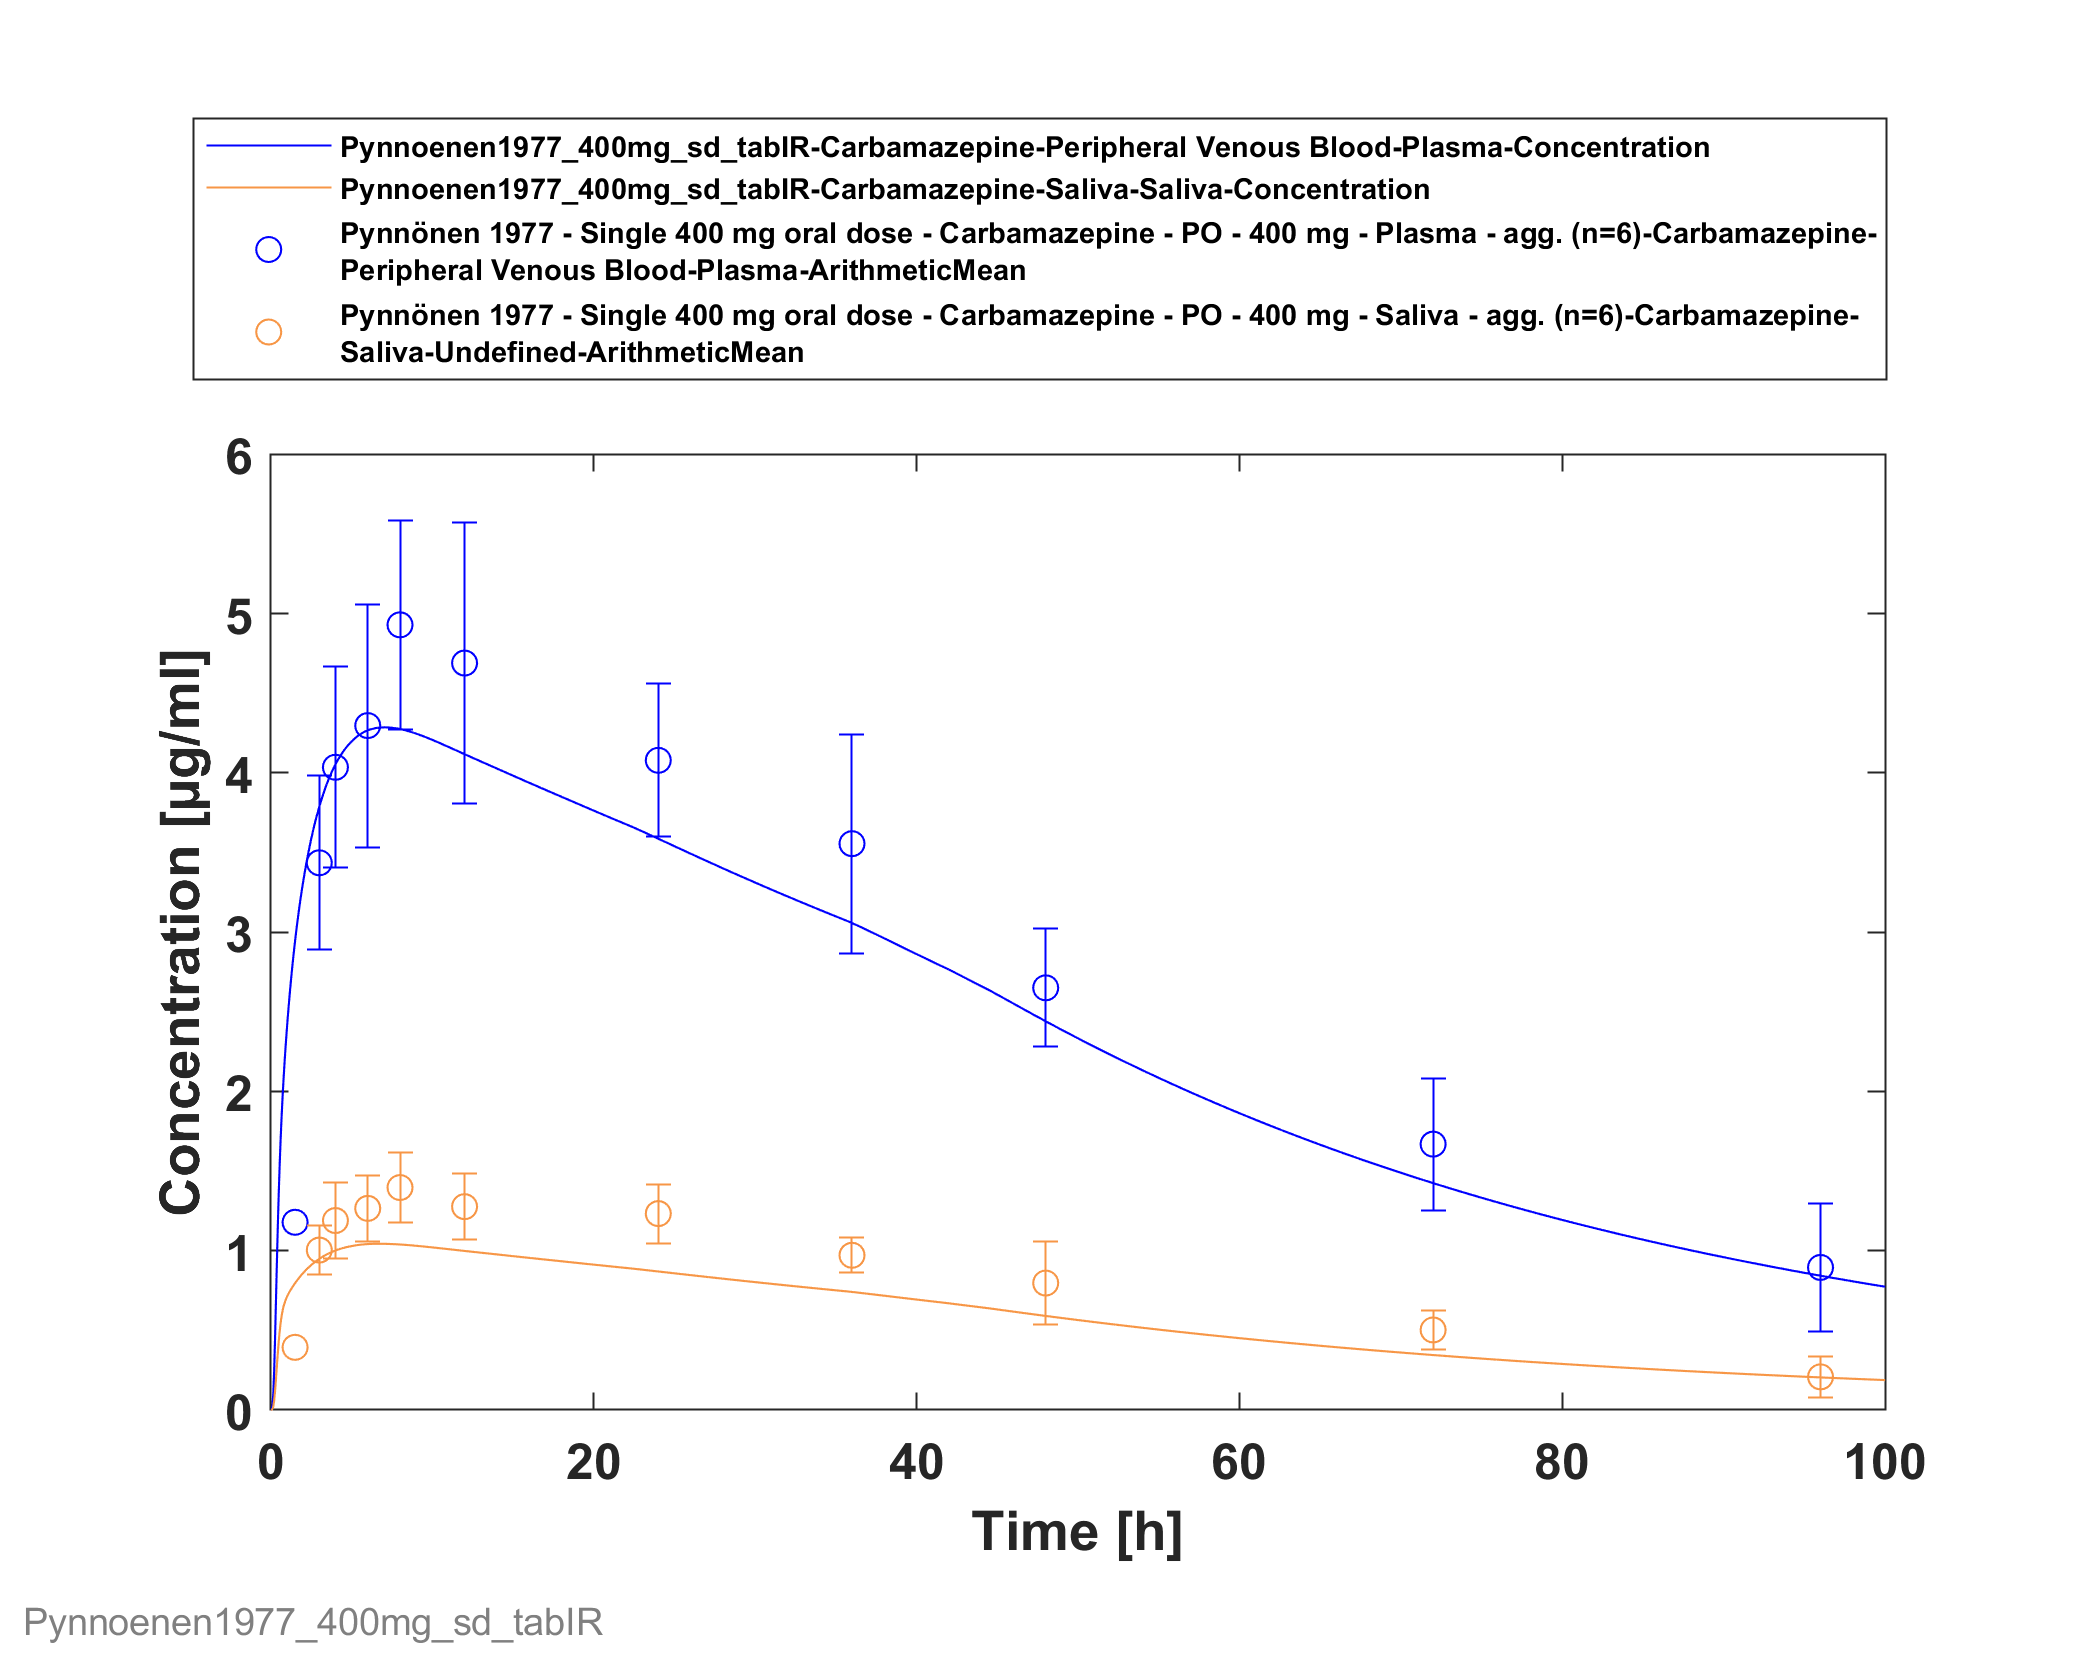 Pynnoenen1977_400mg_sd_tabIR-Carbamazepine-Peripheral Venous Blood-Plasma-Concentration
Pynnoenen1977_400mg_sd_tabIR-Carbamazepine-Saliva-Saliva-Concentration
Pynnönen 1977 - Single 400 mg oral dose - Carbamazepine - PO - 400 mg - Plasma - agg. (n=6)-Carbamazepine-
Peripheral Venous Blood-Plasma-ArithmeticMean
Pynnönen 1977 - Single 400 mg oral dose - Carbamazepine - PO - 400 mg - Saliva - agg. (n=6)-Carbamazepine-
Saliva-Undefined-ArithmeticMean
6
5
4
3
2
1
0
Concentration [µg/ml]
0 20 40 60 80 100
Time [h]
Pynnoenen1977_400mg_sd_tabIR